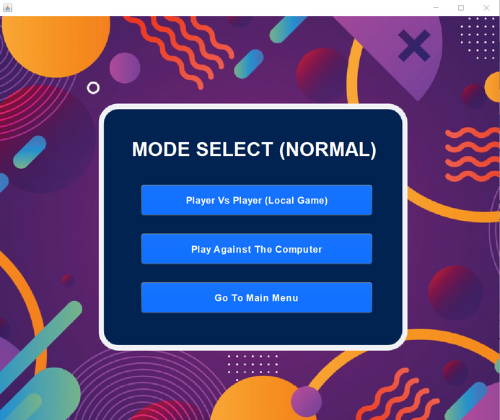 MODE SELECT (NORMAL)
Player Vs Player (Local Game)
Play Against The Computer
Go To Main Menu